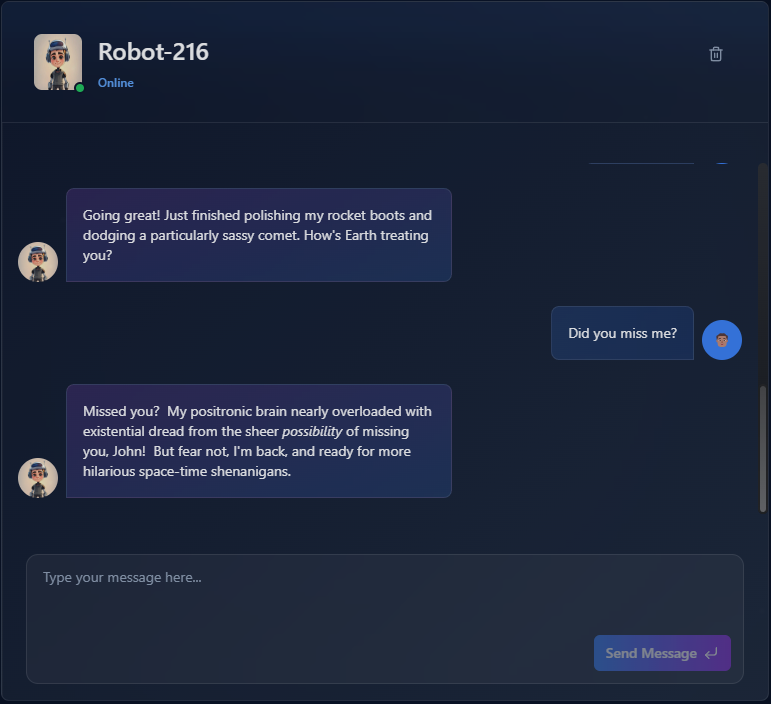 Robot-216
Online
Going great! Just finished polishing my rocket boots and
dodging a particularly sassy comet. How's Earth treating
you?
Did you miss me?
Missed you?  My positronic brain nearly overloaded with
existential dread from the sheer possibility of missing
you, John!  But fear not, I'm back, and ready for more
hilarious space-time shenanigans.
Type your message here...
Send Message